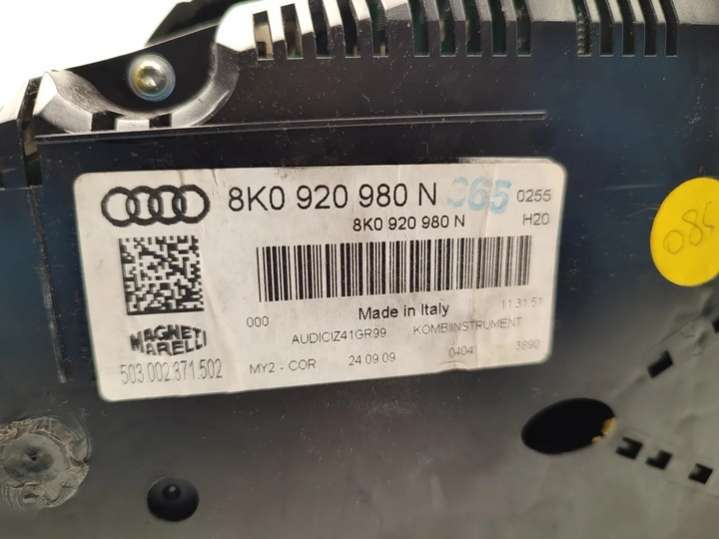 8K0 920 980 N 065 0255
8K0 920 980 N H20
000 Made in Italy 11.31.51
AUDICIZ41GR99 KOMBIINSTRUMENT
MAGNETI
MARELLI
503.002.371.502
MY2 - COR 24.09.09 0404 3890